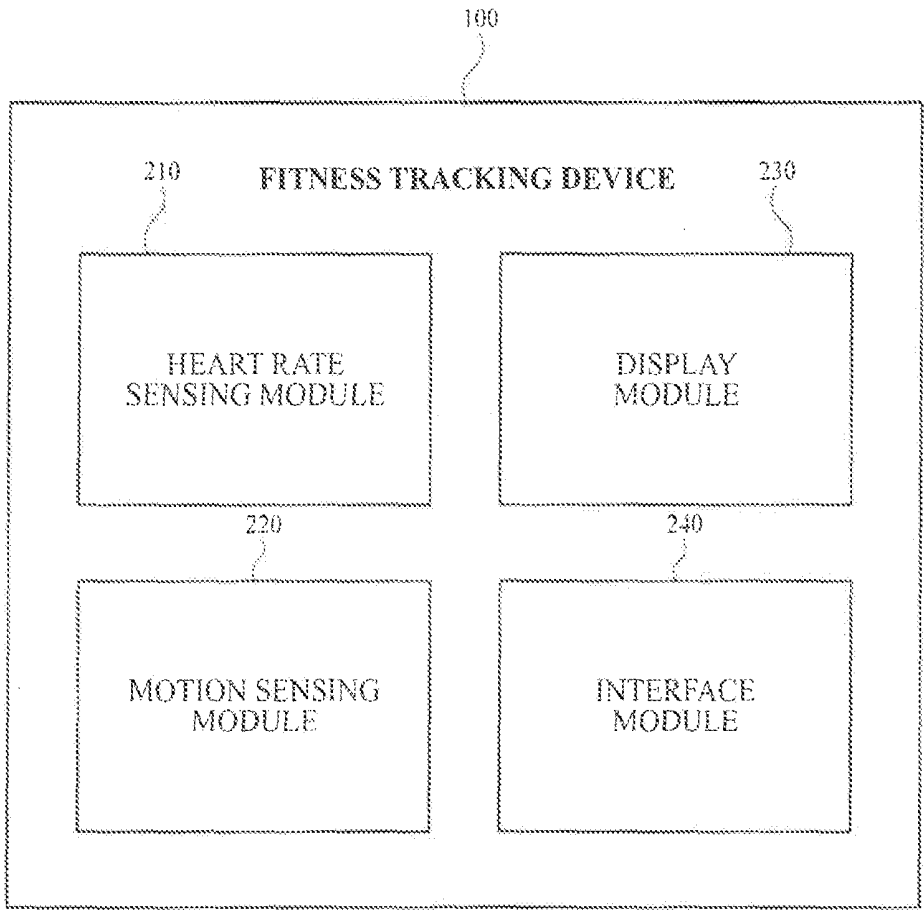 100
210
FITNESS TRACKING DEVICE
230
HEART RATE
SENSING MODULE
DISPLAY
MODULE
220
240
MOTION SENSING
MODULE
INTERFACE
MODULE